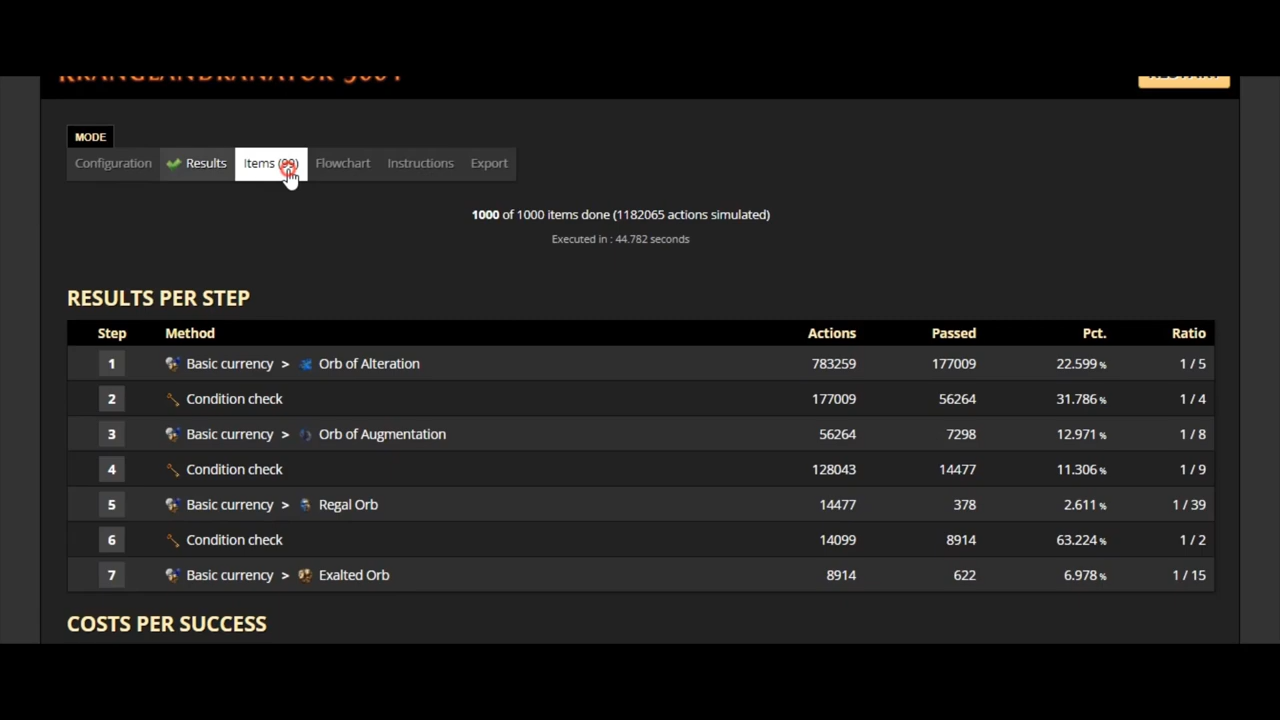 MODE
Configuration Results Items (99) Flowchart Instructions Export
1000 of 1000 items done (1182065 actions simulated)
Executed in : 44.782 seconds
RESULTS PER STEP
Step Method Actions Passed Pct. Ratio
1 Basic currency > Orb of Alteration 783259 177009 22.599 % 1 / 5
2 Condition check 177009 56264 31.786 % 1 / 4
3 Basic currency > Orb of Augmentation 56264 7298 12.971 % 1 / 8
4 Condition check 128043 14477 11.306 % 1 / 9
5 Basic currency > Regal Orb 14477 378 2.611 % 1 / 39
6 Condition check 14099 8914 63.224 % 1 / 2
7 Basic currency > Exalted Orb 8914 622 6.978 % 1 / 15
COSTS PER SUCCESS